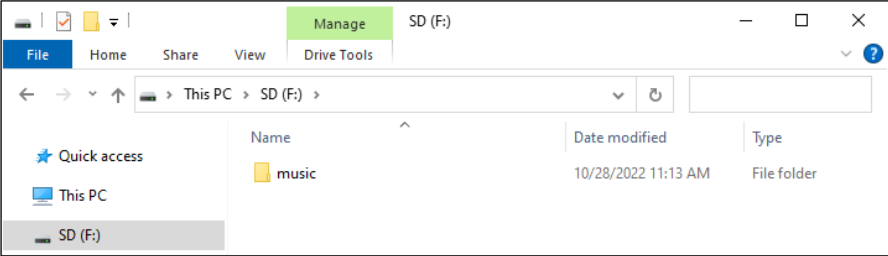 Manage SD (F:)
File Home Share View Drive Tools ?
This PC SD (F:)
Name Date modified Type
Quick access
music 10/28/2022 11:13 AM File folder
This PC
SD (F:)